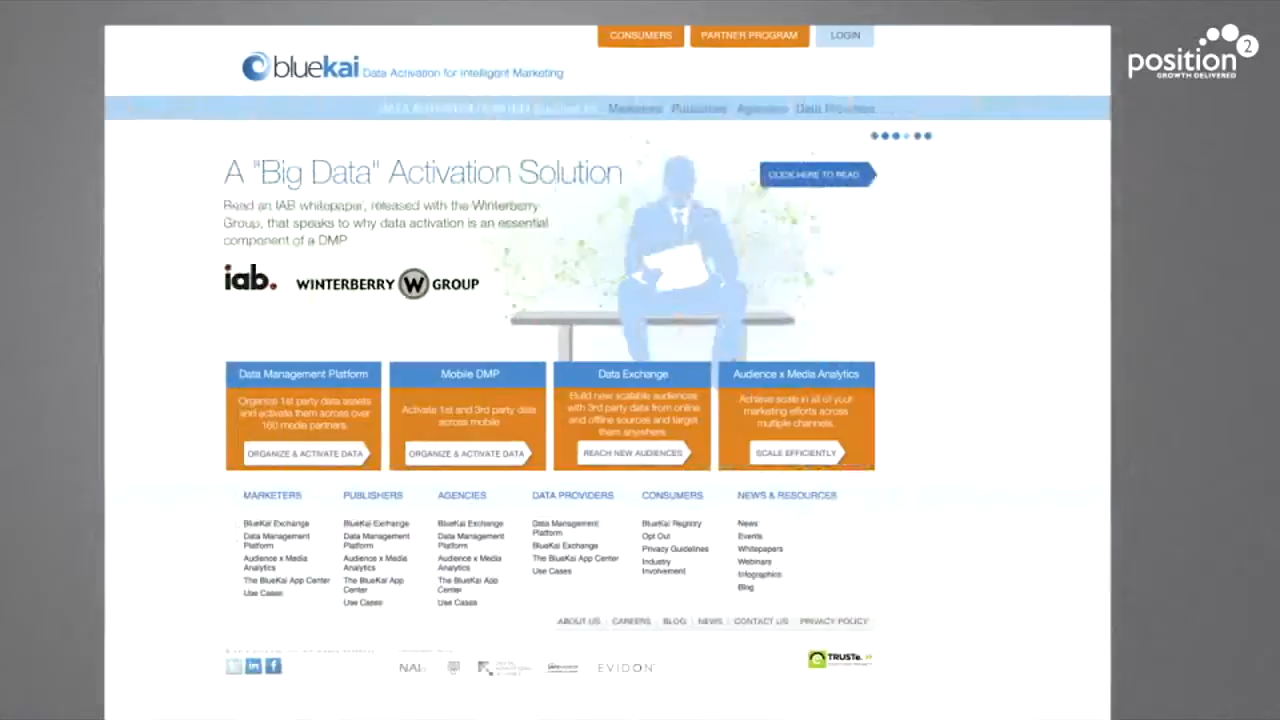 CONSUMERS
PARTNER PROGRAM
LOGIN
position2
GROWTH DELIVERED
bluekai Data Activation for Intelligent Marketing
Marketers Publishers Agencies Data Providers
A "Big Data" Activation Solution
CLICK HERE TO READ
Read an IAB whitepaper, released with the Winterberry
Group, that speaks to why data activation is an essential
component of a DMP
iab.
WINTERBERRY W GROUP
Data Management Platform
Organize 1st party data assets
and activate them across over
160 media partners.
ORGANIZE & ACTIVATE DATA
Mobile DMP
Activate 1st and 3rd party data
across mobile
ORGANIZE & ACTIVATE DATA
Data Exchange
Build new scalable audiences
with 3rd party data from online
and offline sources and target
them anywhere.
REACH NEW AUDIENCES
Audience x Media Analytics
Achieve scale in all of your
marketing efforts across
multiple channels.
SCALE EFFICIENTLY
MARKETERS
BlueKai Exchange
Data Management
Platform
Audience x Media
Analytics
The BlueKai App Center
Use Cases
PUBLISHERS
BlueKai Exchange
Data Management
Platform
Audience x Media
Analytics
The BlueKai App
Center
Use Cases
AGENCIES
BlueKai Exchange
Data Management
Platform
Audience x Media
Analytics
The BlueKai App
Center
Use Cases
DATA PROVIDERS
Data Management
Platform
BlueKai Exchange
The BlueKai App Center
Use Cases
CONSUMERS
BlueKai Registry
Opt Out
Privacy Guidelines
Industry
Involvement
NEWS & RESOURCES
News
Events
Whitepapers
Webinars
Infographics
Blog
ABOUT US | CAREERS | BLOG | NEWS | CONTACT US | PRIVACY POLICY
in f
NAI
EVIDON
TRUSTe